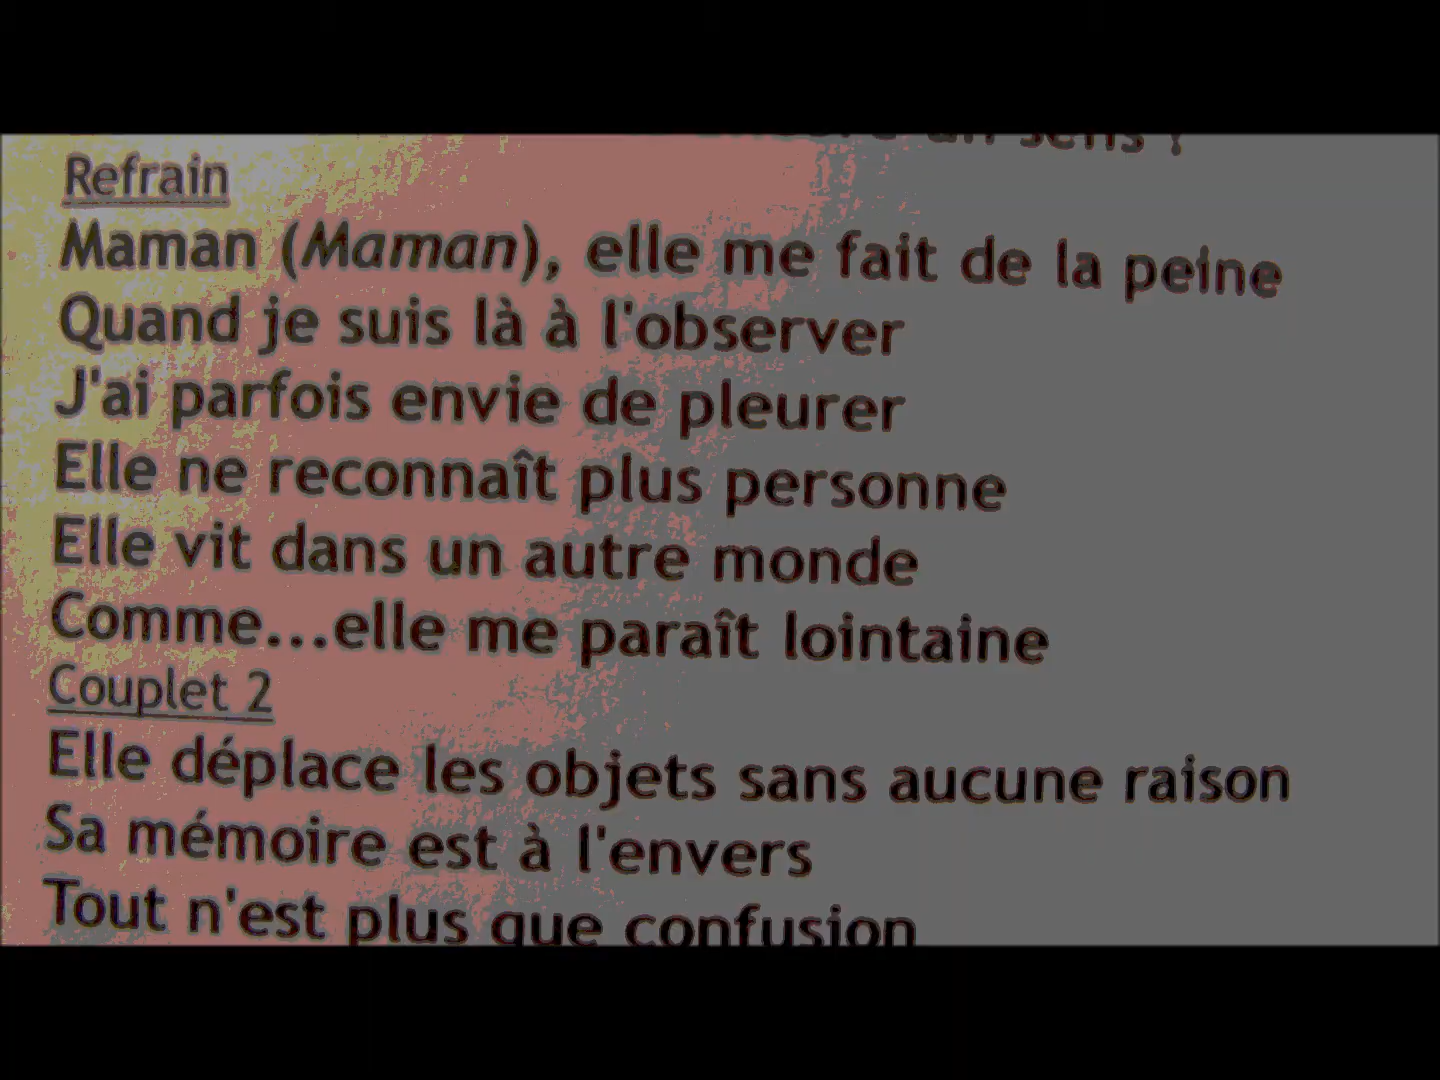 un sens ?
Refrain
Maman (Maman), elle me fait de la peine
Quand je suis là à l'observer
J'ai parfois envie de pleurer
Elle ne reconnaît plus personne
Elle vit dans un autre monde
Comme...elle me paraît lointaine
Couplet 2
Elle déplace les objets sans aucune raison
Sa mémoire est à l'envers
Tout n'est plus que confusion